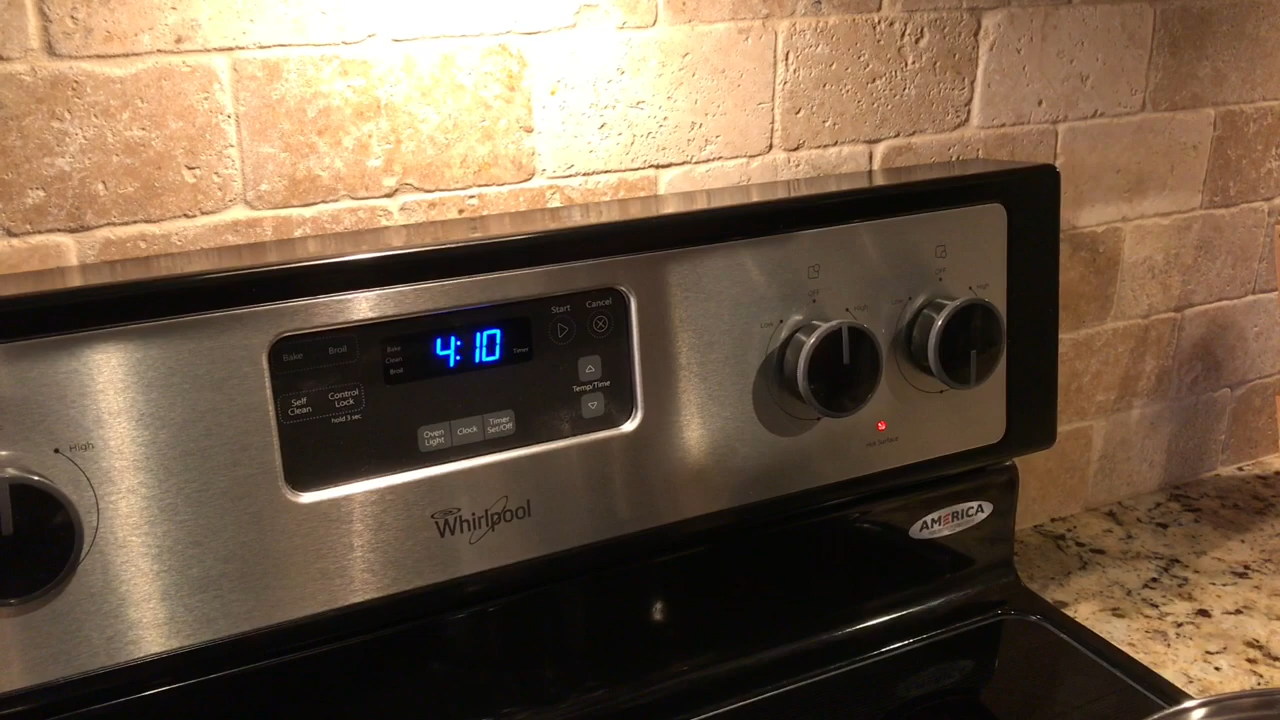 Start
Cancel
Bake
Broil
Bake
Clean
Broil
4:10
Timer
Temp/Time
Self
Clean
Control
Lock
hold 3 sec
Oven
Light
Clock
Timer
Set/Off
High
OFF
Low
High
OFF
Low
High
Hot Surface
Whirlpool
AMERICA